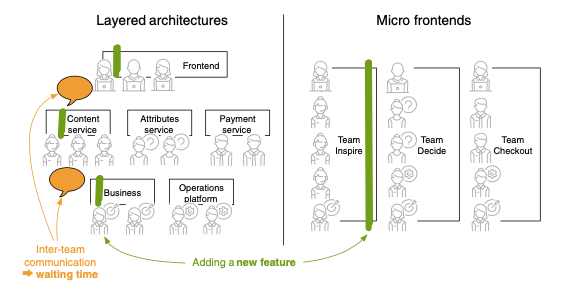 Layered architectures
Micro frontends
Frontend
Content
service
Attributes
service
Payment
service
Business
Operations
platform
Team
Inspire
Team
Decide
Team
Checkout
Inter-team
communication
➡ waiting time
Adding a new feature